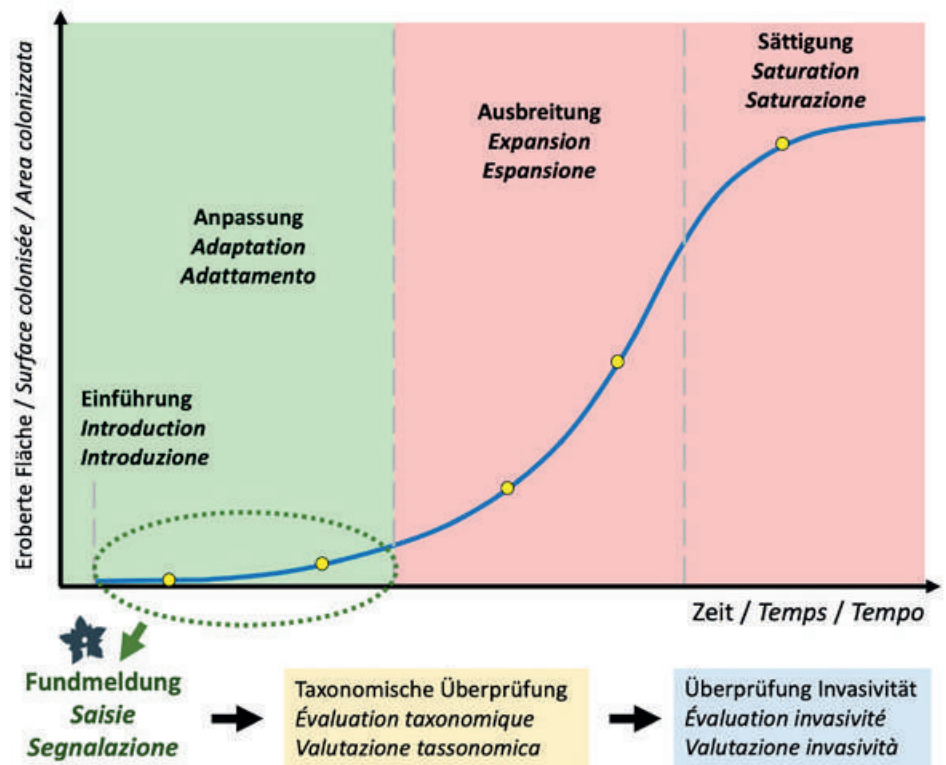 Sättigung
Saturation
Saturazione
Ausbreitung
Expansion
Espansione
Anpassung
Adaptation
Adattamento
Einführung
Introduction
Introduzione
Eroberte Fläche / Surface colonisée / Area colonizzata
Zeit / Temps / Tempo
Fundmeldung
Saisie
Segnalazione
Taxonomische Überprüfung
Évaluation taxonomique
Valutazione tassonomica
Überprüfung Invasivität
Évaluation invasivité
Valutazione invasività